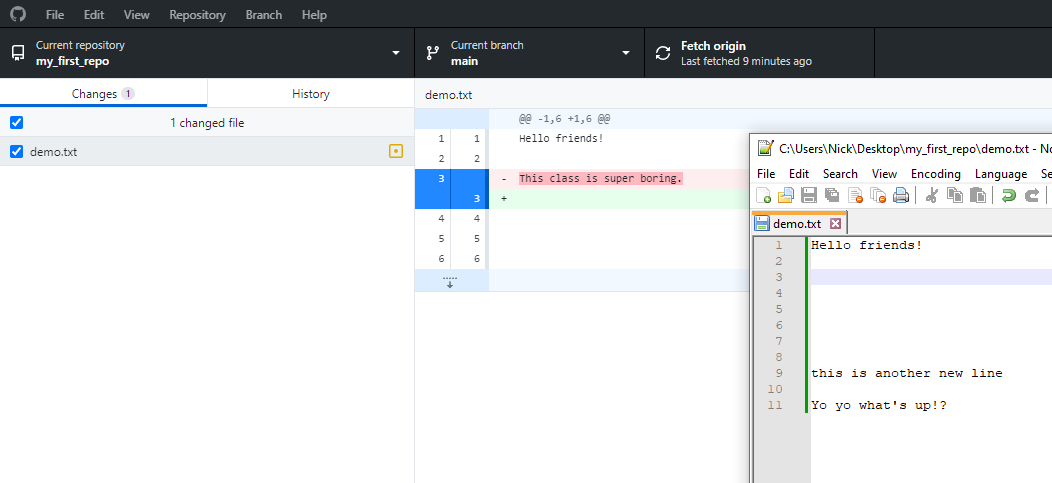 File Edit View Repository Branch Help
Current repository
my_first_repo
Current branch
main
Fetch origin
Last fetched 9 minutes ago
Changes 1
History
1 changed file
demo.txt
demo.txt
@@ -1,6 +1,6 @@
1 1 Hello friends!
2 2
3 - This class is super boring.
3 +
4 4
5 5
6 6
C:\Users\Nick\Desktop\my_first_repo\demo.txt - No
File Edit Search View Encoding Language Se
demo.txt
1 Hello friends!
2
3
4
5
6
7
8
9 this is another new line
10
11 Yo yo what's up!?